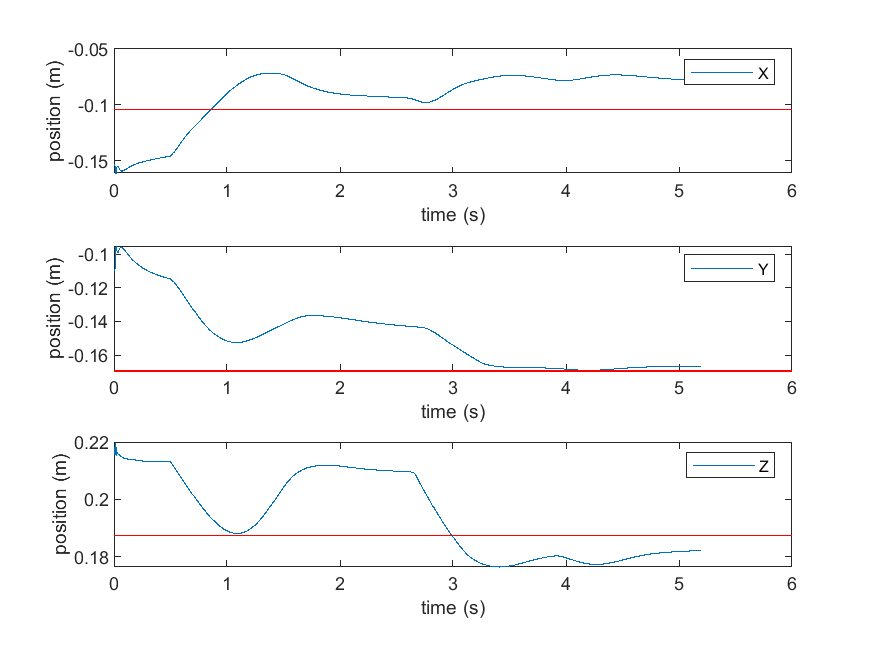 -0.05
-0.1
-0.15
position (m)
X
0 1 2 3 4 5 6
time (s)
-0.1
-0.12
-0.14
-0.16
position (m)
Y
0 1 2 3 4 5 6
time (s)
0.22
0.2
0.18
position (m)
Z
0 1 2 3 4 5 6
time (s)